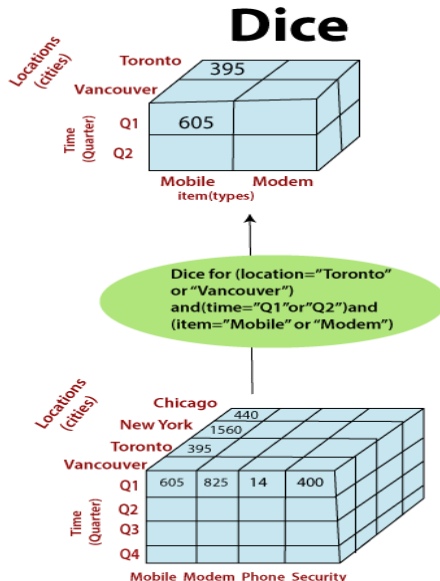 Dice
Locations
(cities)
Toronto
395
Vancouver
Time
(Quarter)
Q1
605
Q2
Mobile Modem
item(types)
Dice for (location="Toronto"
or "Vancouver")
and(time="Q1"or"Q2")and
(item="Mobile" or "Modem")
Locations
(cities)
Chicago
440
New York
1560
Toronto
395
Vancouver
Time
(Quarter)
Q1
605 825 14 400
Q2
Q3
Q4
Mobile Modem Phone Security